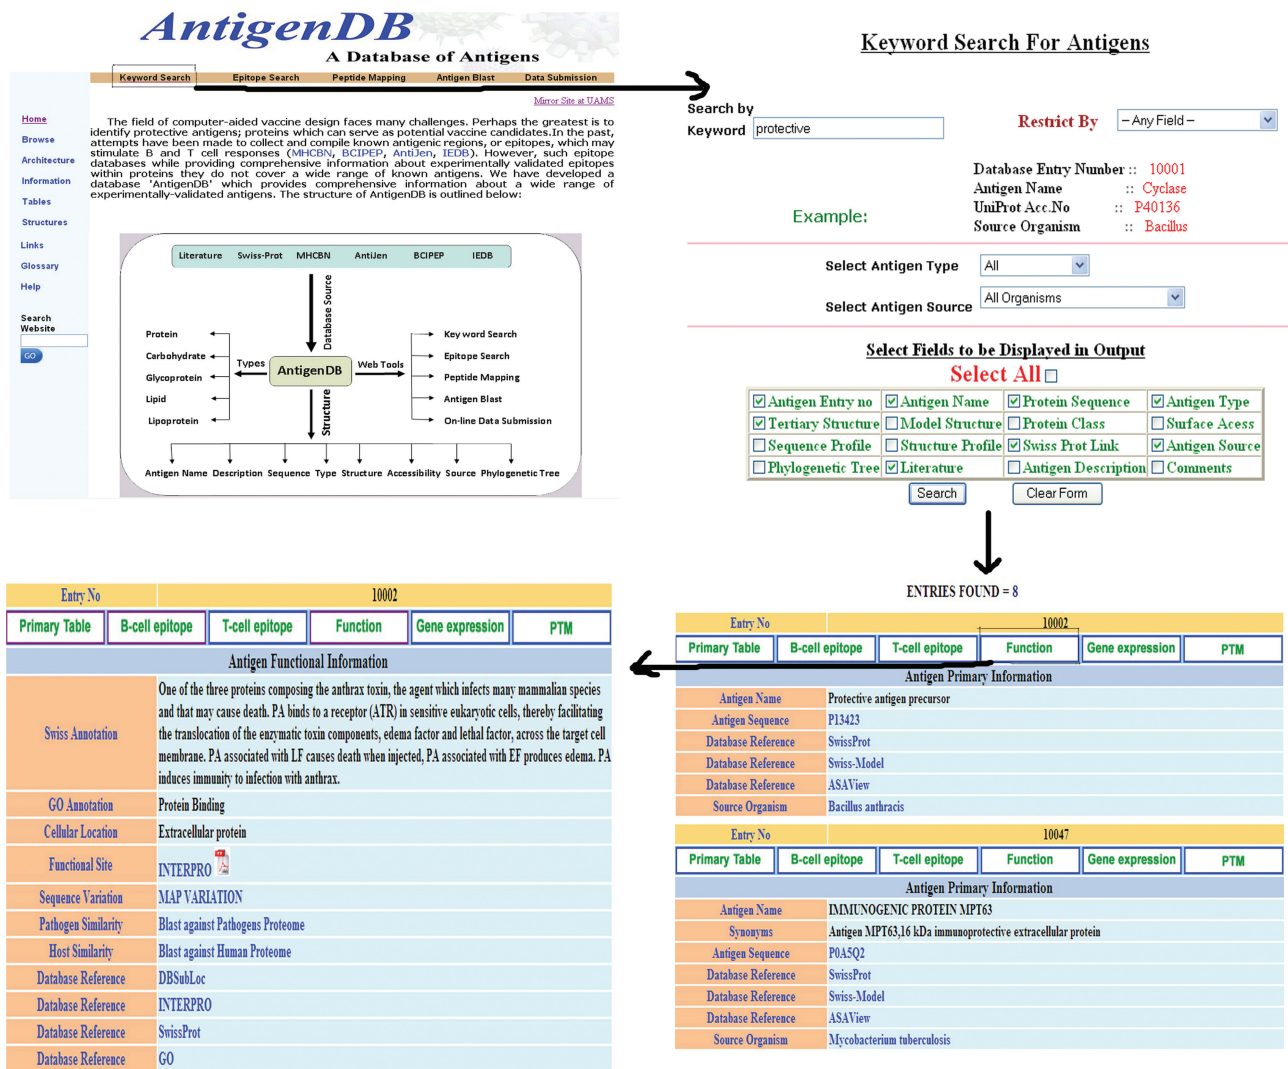 AntigenDB
A Database of Antigens
Keyword Search Epitope Search Peptide Mapping Antigen Blast Data Submission
Mirror Site at UAMS
Home
Browse
Architecture
Information
Tables
Structures
Links
Glossary
Help
Search
Website
GO
The field of computer-aided vaccine design faces many challenges. Perhaps the greatest is to
identify protective antigens; proteins which can serve as potential vaccine candidates.In the past,
attempts have been made to collect and compile known antigenic regions, or epitopes, which may
stimulate B and T cell responses (MHCBN, BCIPEP, AntiJen, IEDB). However, such epitope
databases while providing comprehensive information about experimentally validated epitopes
within proteins they do not cover a wide range of known antigens. We have developed a
database 'AntigenDB' which provides comprehensive information about a wide range of
experimentally-validated antigens. The structure of AntigenDB is outlined below:
Literature Swiss-Prot MHCBN AntiJen BCIPEP IEDB
Database Source
Protein
Carbohydrate
Glycoprotein
Lipid
Lipoprotein
Types
AntigenDB
Web Tools
Key word Search
Epitope Search
Peptide Mapping
Antigen Blast
On-line Data Submission
Structure
Antigen Name Description Sequence Type Structure Accessibility Source Phylogenetic Tree
Keyword Search For Antigens
Search by
Keyword protective
Restrict By – Any Field –
Example:
Database Entry Number :: 10001
Antigen Name :: Cyclase
UniProt Acc.No :: P40136
Source Organism :: Bacillus
Select Antigen Type All
Select Antigen Source All Organisms
Select Fields to be Displayed in Output
Select All
Antigen Entry no Antigen Name Protein Sequence Antigen Type
Tertiary Structure Model Structure Protein Class Surface Acess
Sequence Profile Structure Profile Swiss Prot Link Antigen Source
Phylogenetic Tree Literature Antigen Description Comments
Search Clear Form
ENTRIES FOUND = 8
Entry No 10002
Primary Table B-cell epitope T-cell epitope Function Gene expression PTM
Antigen Primary Information
Antigen Name Protective antigen precursor
Antigen Sequence P13423
Database Reference SwissProt
Database Reference Swiss-Model
Database Reference ASAView
Source Organism Bacillus anthracis
Entry No 10047
Primary Table B-cell epitope T-cell epitope Function Gene expression PTM
Antigen Primary Information
Antigen Name IMMUNOGENIC PROTEIN MPT63
Synonyms Antigen MPT63,16 kDa immunoprotective extracellular protein
Antigen Sequence P0A5Q2
Database Reference SwissProt
Database Reference Swiss-Model
Database Reference ASAView
Source Organism Mycobacterium tuberculosis
Entry No 10002
Primary Table B-cell epitope T-cell epitope Function Gene expression PTM
Antigen Functional Information
Swiss Annotation
One of the three proteins composing the anthrax toxin, the agent which infects many mammalian species
and that may cause death. PA binds to a receptor (ATR) in sensitive eukaryotic cells, thereby facilitating
the translocation of the enzymatic toxin components, edema factor and lethal factor, across the target cell
membrane. PA associated with LF causes death when injected, PA associated with EF produces edema. PA
induces immunity to infection with anthrax.
GO Annotation Protein Binding
Cellular Location Extracellular protein
Functional Site INTERPRO
Sequence Variation MAP VARIATION
Pathogen Similarity Blast against Pathogens Proteome
Host Similarity Blast against Human Proteome
Database Reference DBSubLoc
Database Reference INTERPRO
Database Reference SwissProt
Database Reference GO